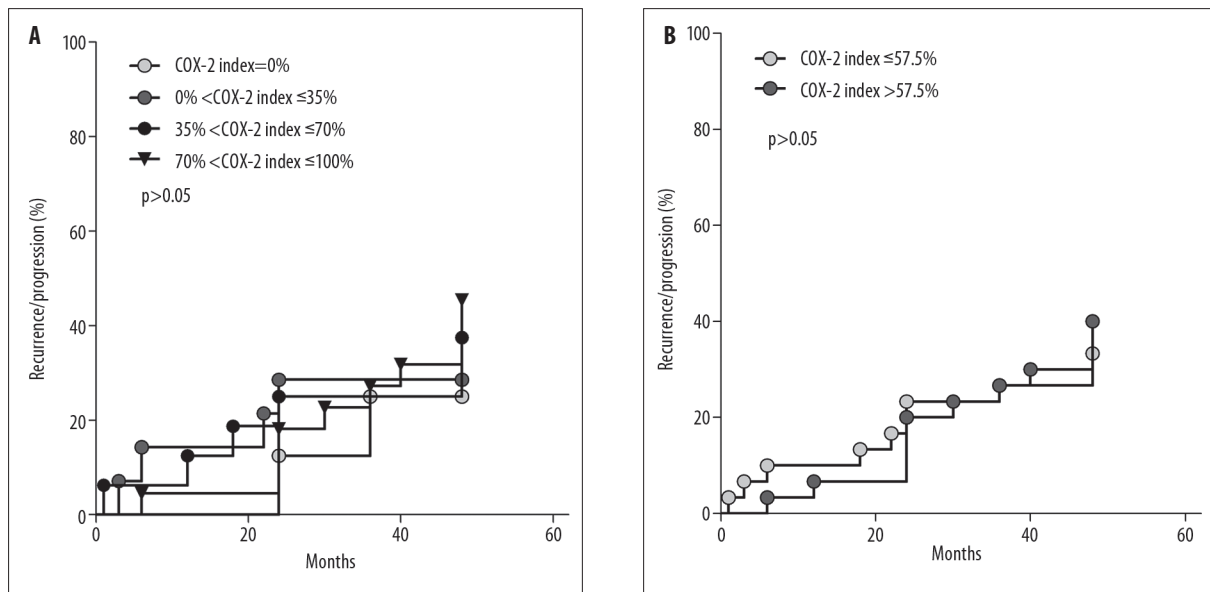 A
100
80
60
40
20
0
0
20
40
60
Recurrence/progression (%)
Months
COX-2 index=0%
0% <COX-2 index ≤35%
35% <COX-2 index ≤70%
70% <COX-2 index ≤100%
p>0.05
B
100
80
60
40
20
0
0
20
40
60
Recurrence/progression (%)
Months
COX-2 index ≤57.5%
COX-2 index >57.5%
p>0.05